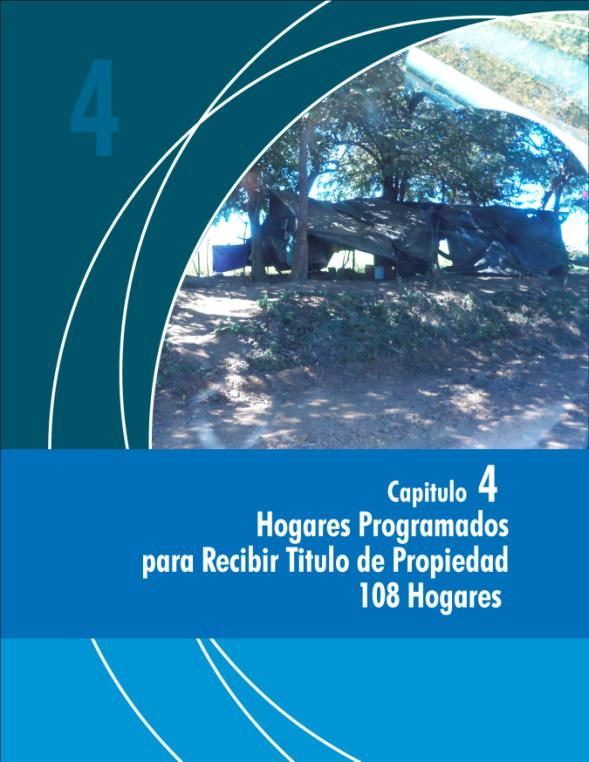 4
Capitulo 4
Hogares Programados
para Recibir Titulo de Propiedad
108 Hogares